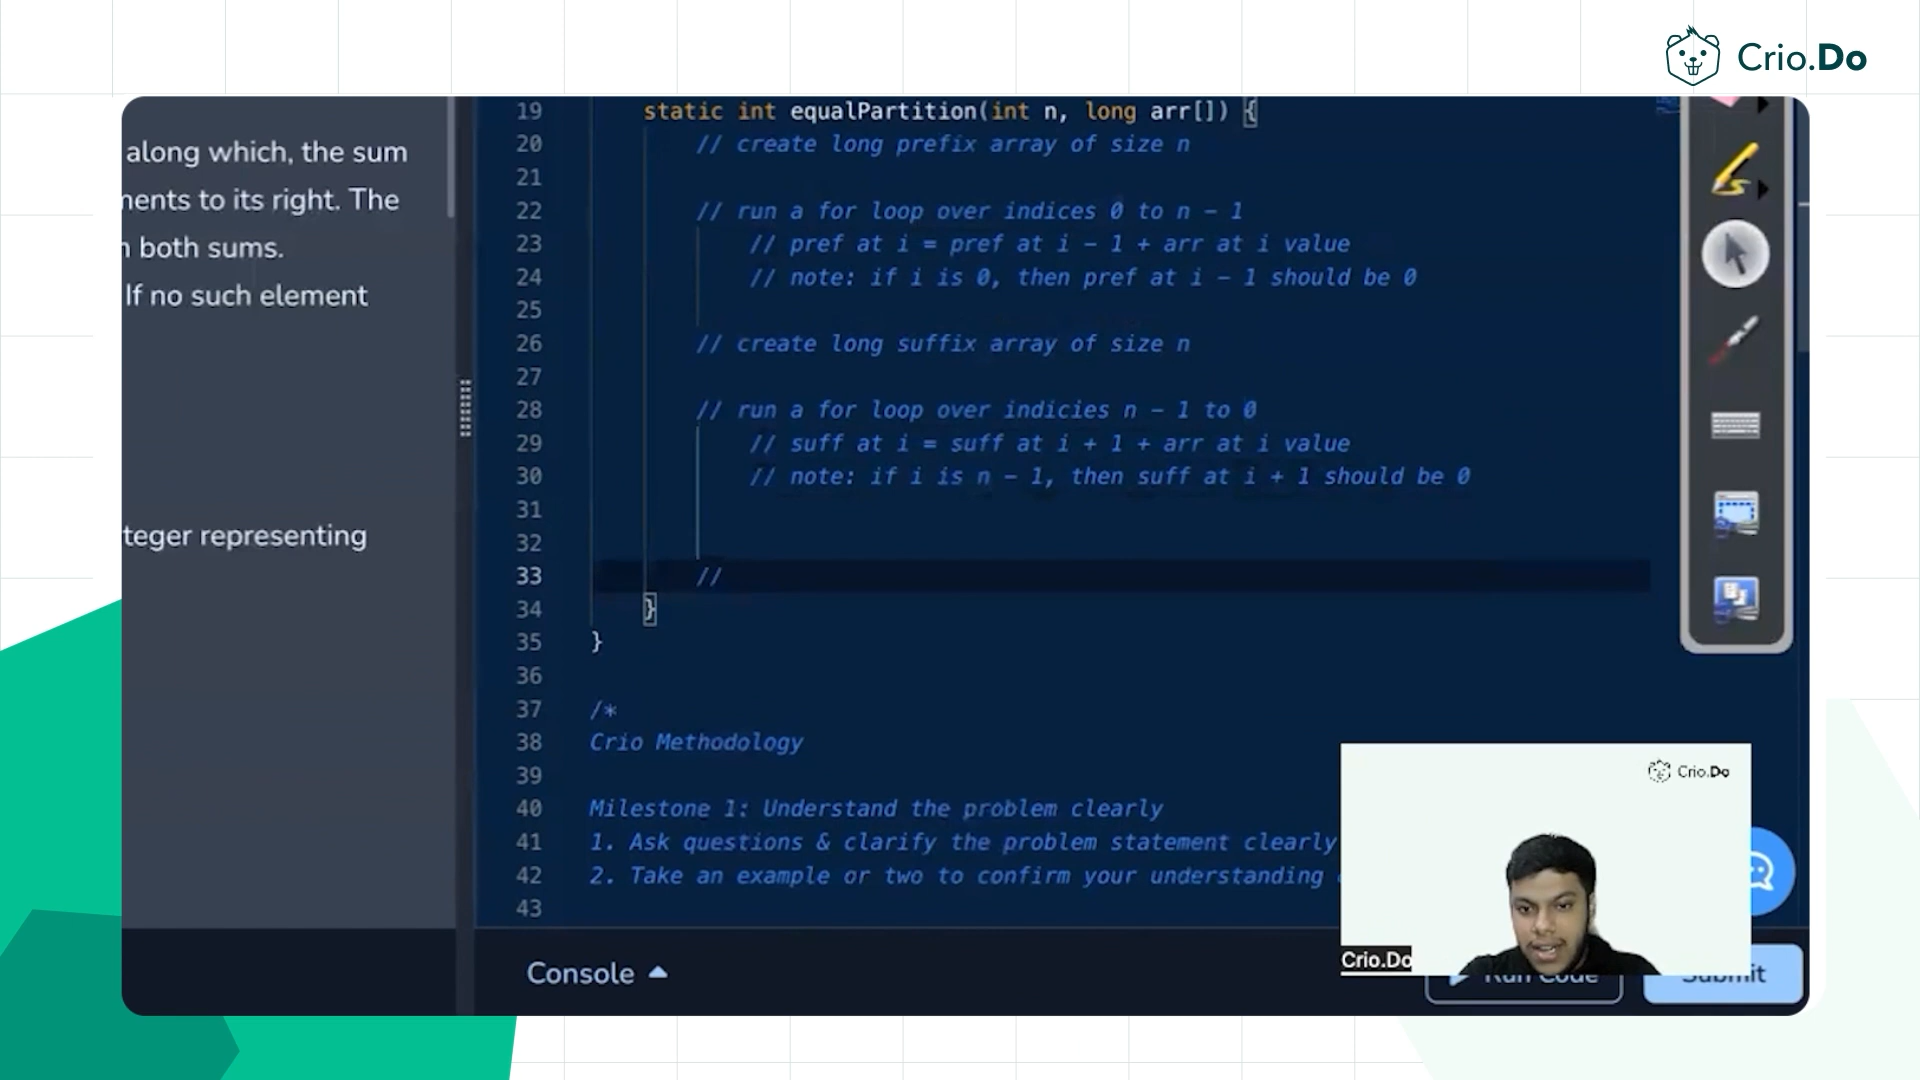 Crio.Do
along which, the sum
ments to its right. The
both sums.
If no such element
teger representing
19 static int equalPartition(int n, long arr[]) {
20 // create long prefix array of size n
21
22 // run a for loop over indices 0 to n - 1
23 // pref at i = pref at i - 1 + arr at i value
24 // note: if i is 0, then pref at i - 1 should be 0
25
26 // create long suffix array of size n
27
28 // run a for loop over indicies n - 1 to 0
29 // suff at i = suff at i + 1 + arr at i value
30 // note: if i is n - 1, then suff at i + 1 should be 0
31
32
33 //
34 }
35 }
36
37 /*
38 Crio Methodology
39
40 Milestone 1: Understand the problem clearly
41 1. Ask questions & clarify the problem statement clearly
42 2. Take an example or two to confirm your understanding
43
Crio.Do
Crio.Do
Console
Run Code
Submit